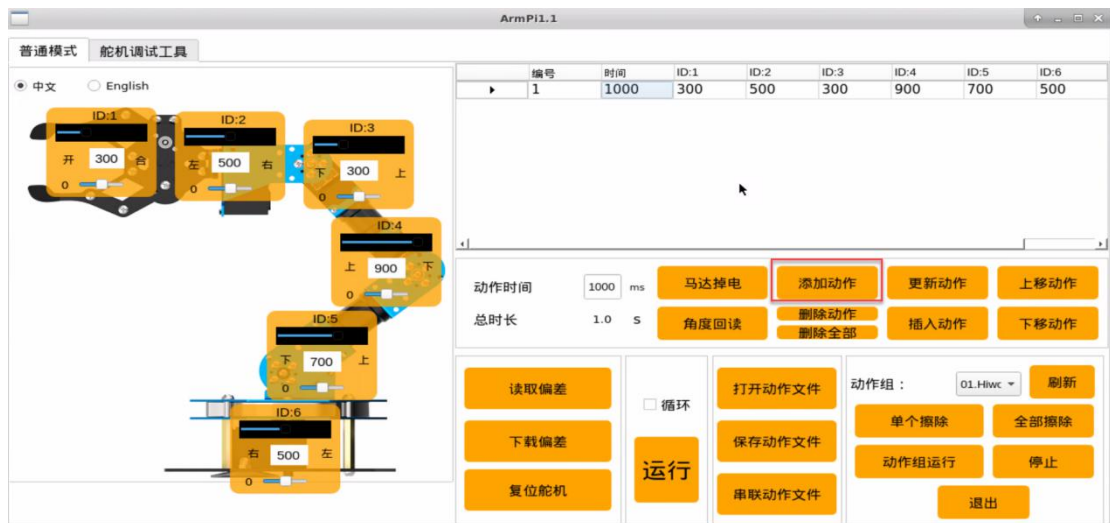 ArmPi1.1
普通模式 舵机调试工具
中文 English
编号 时间 ID:1 ID:2 ID:3 ID:4 ID:5 ID:6
1 1000 300 500 300 900 700 500
ID:1
开 300 合
0
ID:2
左 500 右
0
ID:3
下 300 上
0
ID:4
上 900 下
0
ID:5
下 700 上
0
ID:6
右 500 左
0
动作时间 1000 ms 马达掉电 添加动作 更新动作 上移动作
总时长 1.0 S 角度回读 删除动作 插入动作 下移动作
删除全部
读取偏差
下载偏差
复位舵机
循环
运行
打开动作文件
保存动作文件
串联动作文件
动作组： 01.Hiwc 刷新
单个擦除 全部擦除
动作组运行 停止
退出